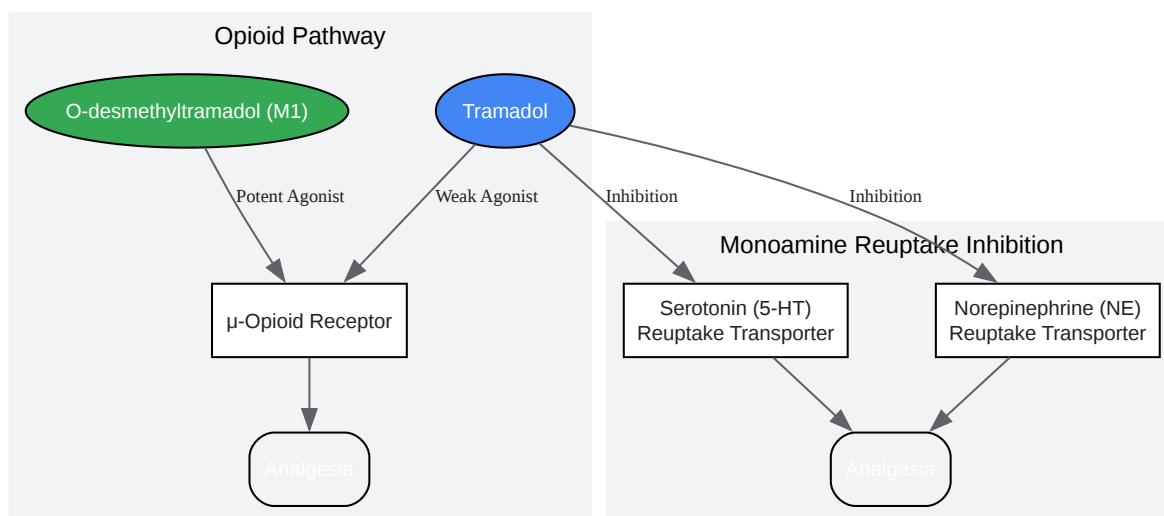 Opioid Pathway
O-desmethyltramadol (M1)
Tramadol
Potent Agonist
Weak Agonist
Inhibition
Inhibition
Monoamine Reuptake Inhibition
μ-Opioid Receptor
Serotonin (5-HT)
Reuptake Transporter
Norepinephrine (NE)
Reuptake Transporter
Analgesia
Analgesia